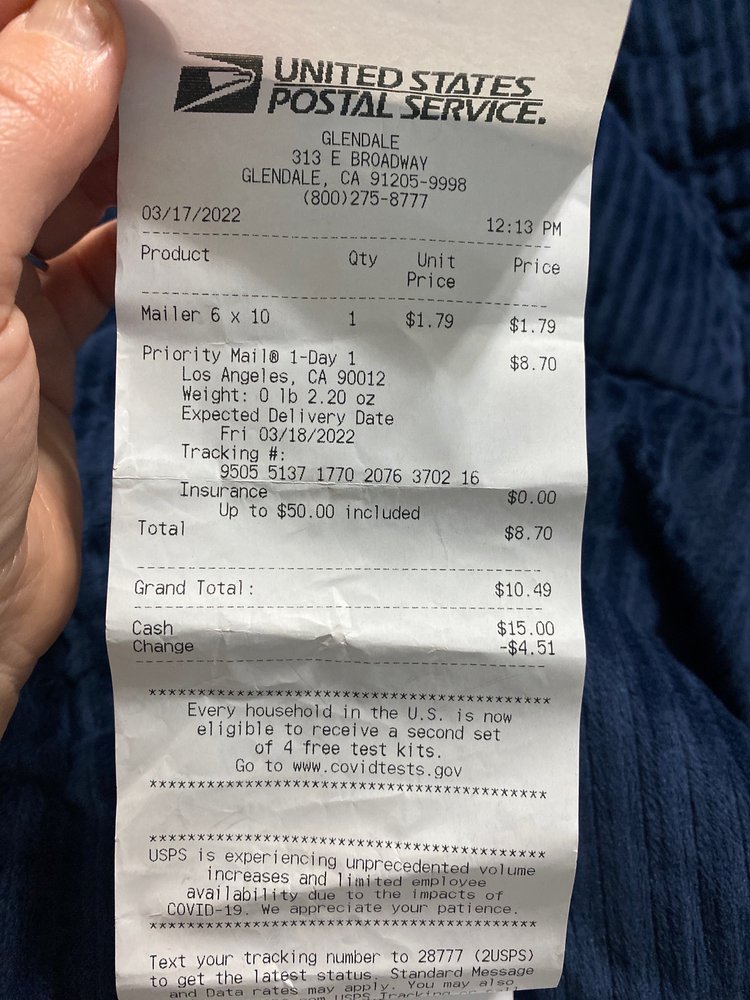 UNITED STATES
POSTAL SERVICE.
GLENDALE
313 E BROADWAY
GLENDALE, CA 91205-9998
(800)275-8777
03/17/2022 12:13 PM
Product Qty Unit Price
Price
Mailer 6 x 10 1 $1.79 $1.79
Priority Mail® 1-Day 1 $8.70
Los Angeles, CA 90012
Weight: 0 lb 2.20 oz
Expected Delivery Date
Fri 03/18/2022
Tracking #:
9505 5137 1770 2076 3702 16
Insurance $0.00
Up to $50.00 included
Total $8.70
Grand Total: $10.49
Cash $15.00
Change -$4.51
******************************************
Every household in the U.S. is now
eligible to receive a second set
of 4 free test kits.
Go to www.covidtests.gov
******************************************
******************************************
USPS is experiencing unprecedented volume
increases and limited employee
availability due to the impacts of
COVID-19. We appreciate your patience.
******************************************
Text your tracking number to 28777 (2USPS)
to get the latest status. Standard Message
and Data rates may apply. You may also
USPS Tracking